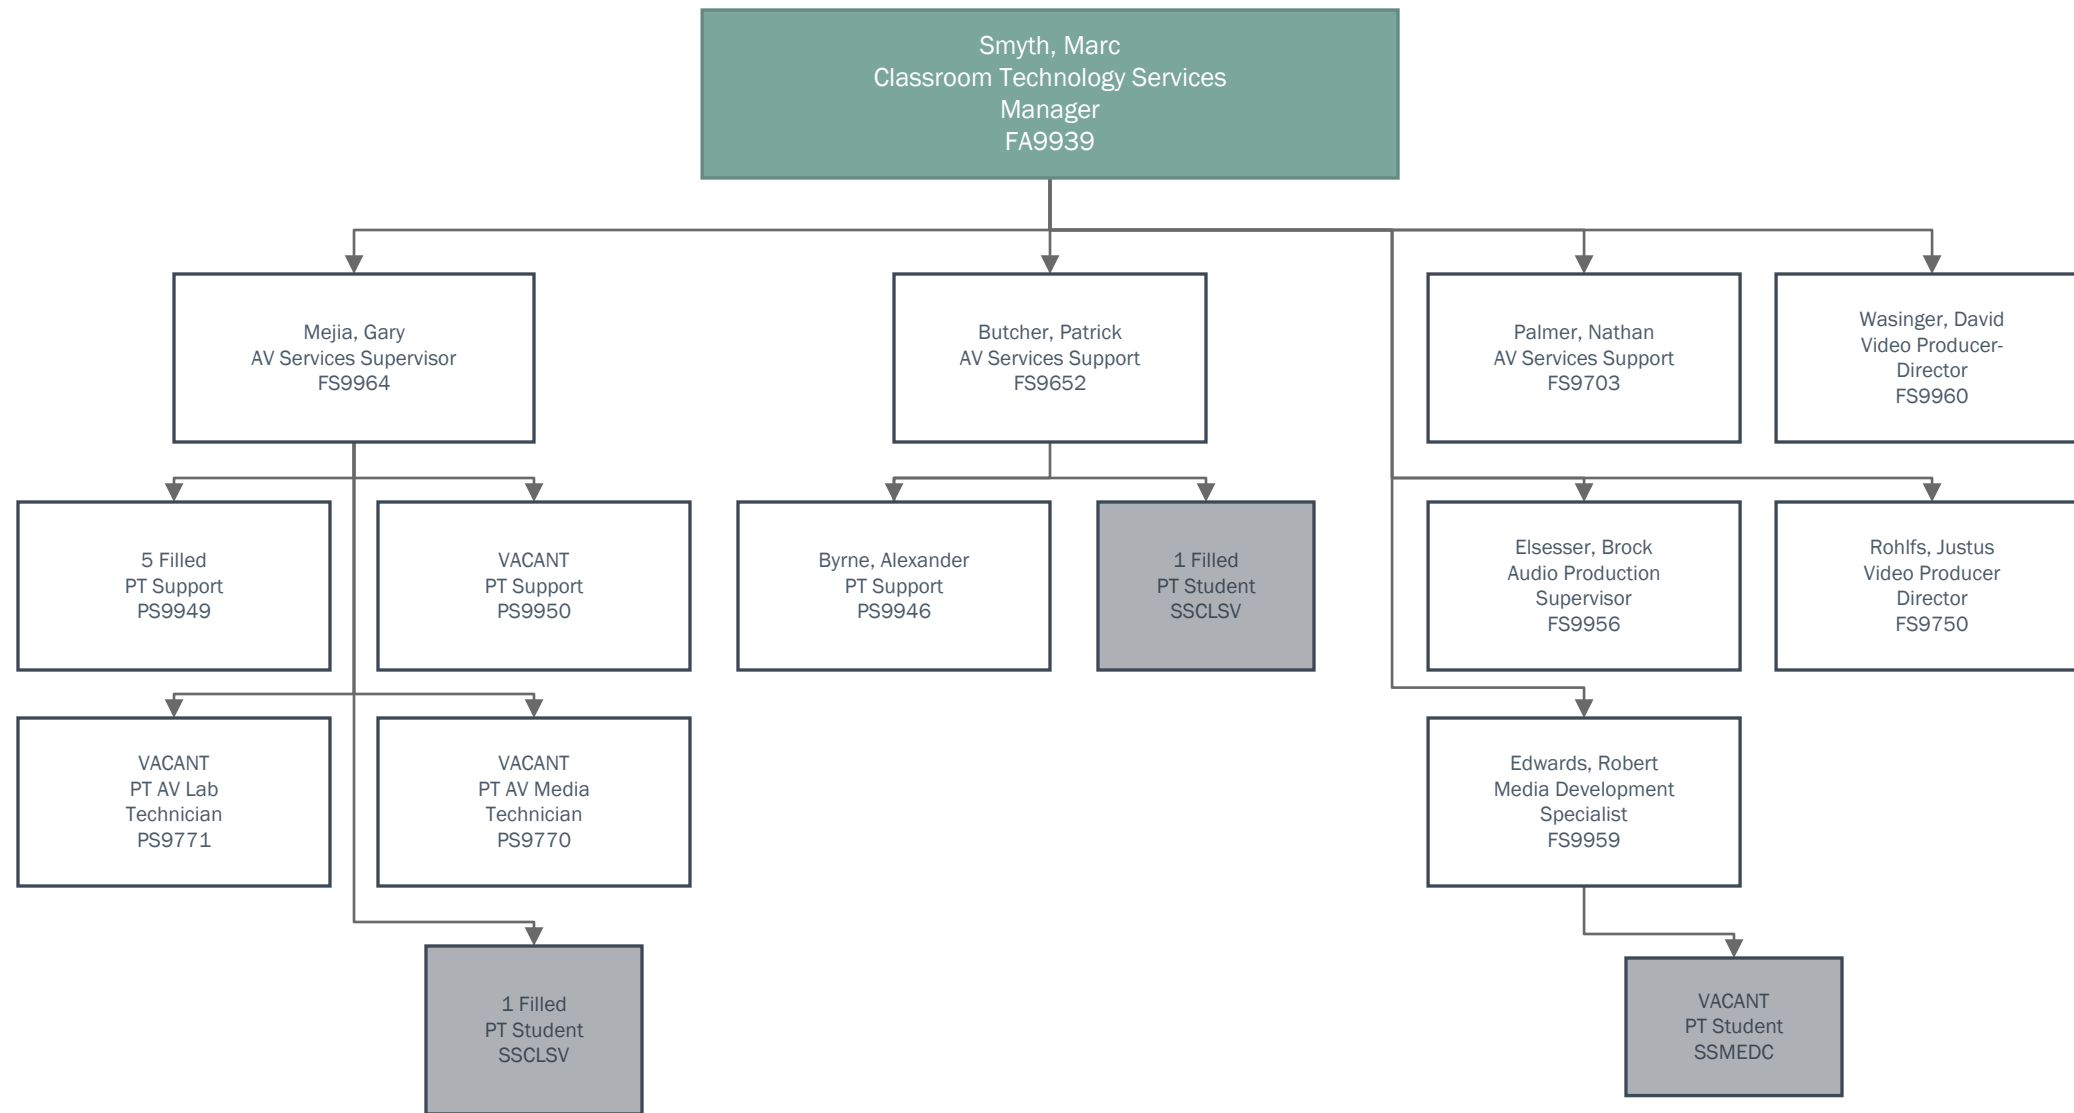 Smyth, Marc
Classroom Technology Services
Manager
FA9939
Mejia, Gary
AV Services Supervisor
FS9964
Butcher, Patrick
AV Services Support
FS9652
Palmer, Nathan
AV Services Support
FS9703
Wasinger, David
Video Producer-
Director
FS9960
5 Filled
PT Support
PS9949
VACANT
PT Support
PS9950
Byrne, Alexander
PT Support
PS9946
1 Filled
PT Student
SSCLSV
Elsesser, Brock
Audio Production
Supervisor
FS9956
Rohlfs, Justus
Video Producer
Director
FS9750
VACANT
PT AV Lab
Technician
PS9771
VACANT
PT AV Media
Technician
PS9770
Edwards, Robert
Media Development
Specialist
FS9959
1 Filled
PT Student
SSCLSV
VACANT
PT Student
SSMEDC